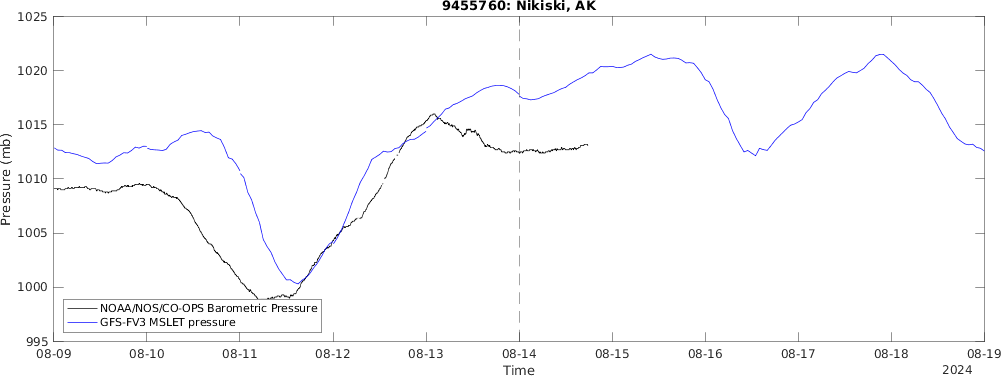 9455760: Nikiski, AK
Pressure (mb)
1025
1020
1015
1010
1005
1000
995
NOAA/NOS/CO-OPS Barometric Pressure
GFS-FV3 MSLET pressure
08-09 08-10 08-11 08-12 08-13 08-14 08-15 08-16 08-17 08-18 08-19
Time
2024